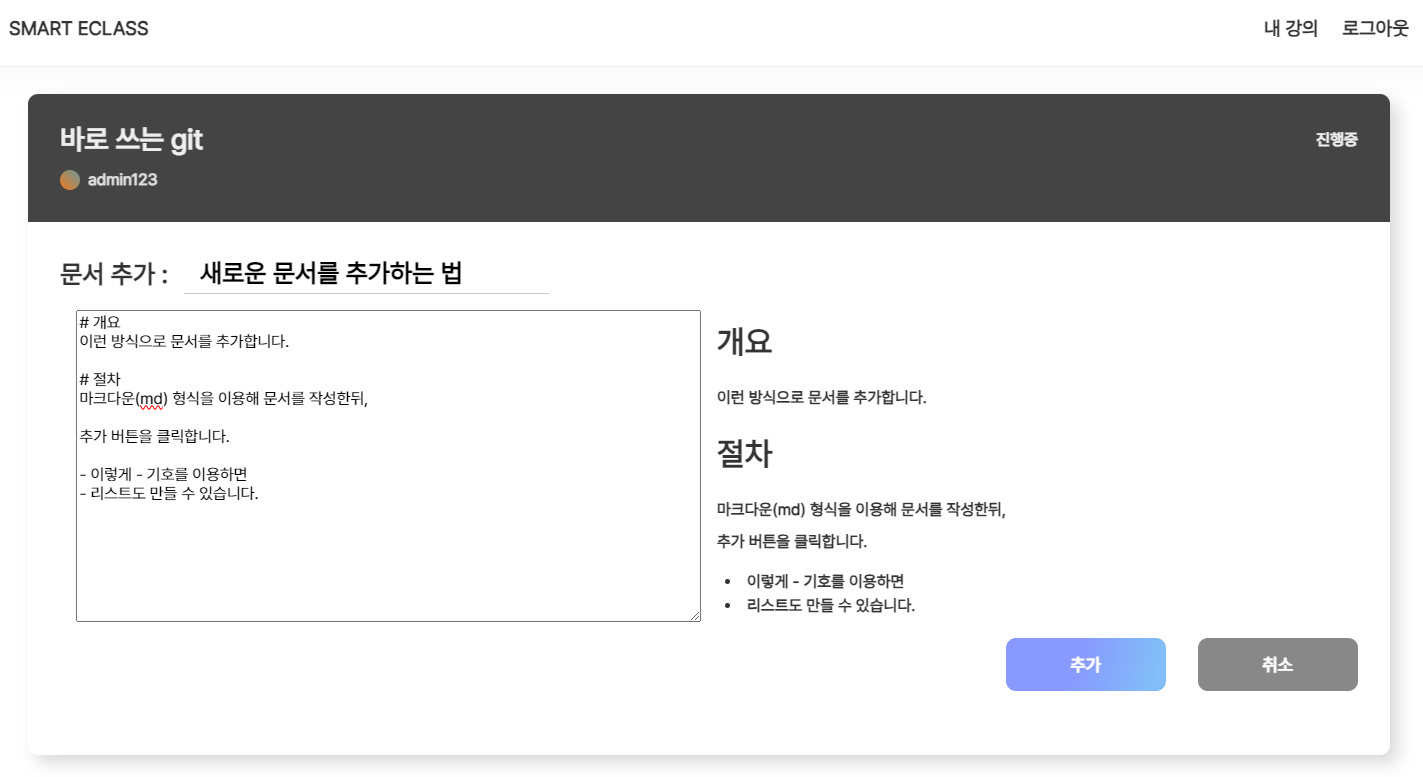 SMART ECLASS
내 강의 로그아웃
바로 쓰는 git
진행중
admin123
문서 추가 : 새로운 문서를 추가하는 법
# 개요
이런 방식으로 문서를 추가합니다.
# 절차
마크다운(md) 형식을 이용해 문서를 작성한뒤,
추가 버튼을 클릭합니다.
- 이렇게 - 기호를 이용하면
- 리스트도 만들 수 있습니다.
개요
이런 방식으로 문서를 추가합니다.
절차
마크다운(md) 형식을 이용해 문서를 작성한뒤,
추가 버튼을 클릭합니다.
• 이렇게 - 기호를 이용하면
• 리스트도 만들 수 있습니다.
추가 취소